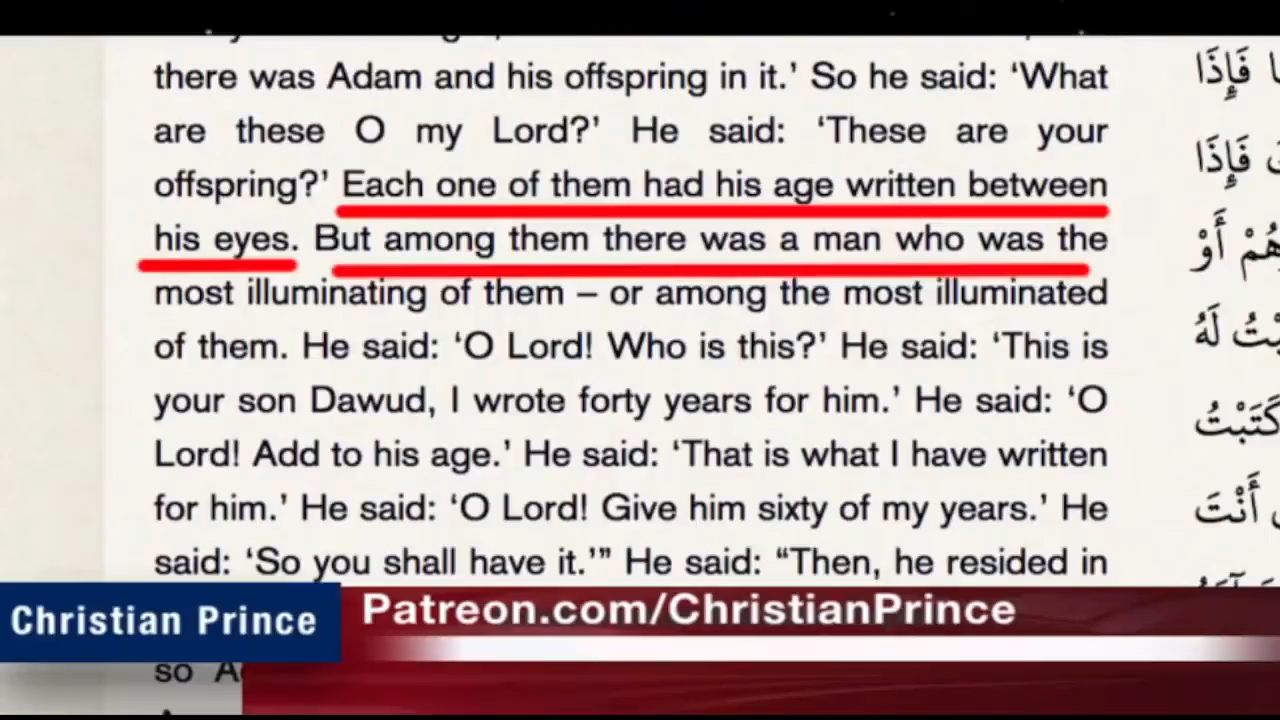 there was Adam and his offspring in it.’ So he said: ‘What
are these O my Lord?’ He said: ‘These are your
offspring?’ Each one of them had his age written between
his eyes. But among them there was a man who was the
most illuminating of them – or among the most illuminated
of them. He said: ‘O Lord! Who is this?’ He said: ‘This is
your son Dawud, I wrote forty years for him.’ He said: ‘O
Lord! Add to his age.’ He said: ‘That is what I have written
for him.’ He said: ‘O Lord! Give him sixty of my years.’ He
said: ‘So you shall have it.’” He said: “Then, he resided in
so
فَإِذَا
فَإِذَا
أَوْ
لَهُ
كَتَبْتُ
أَنْتَ
Christian Prince
Patreon.com/ChristianPrince